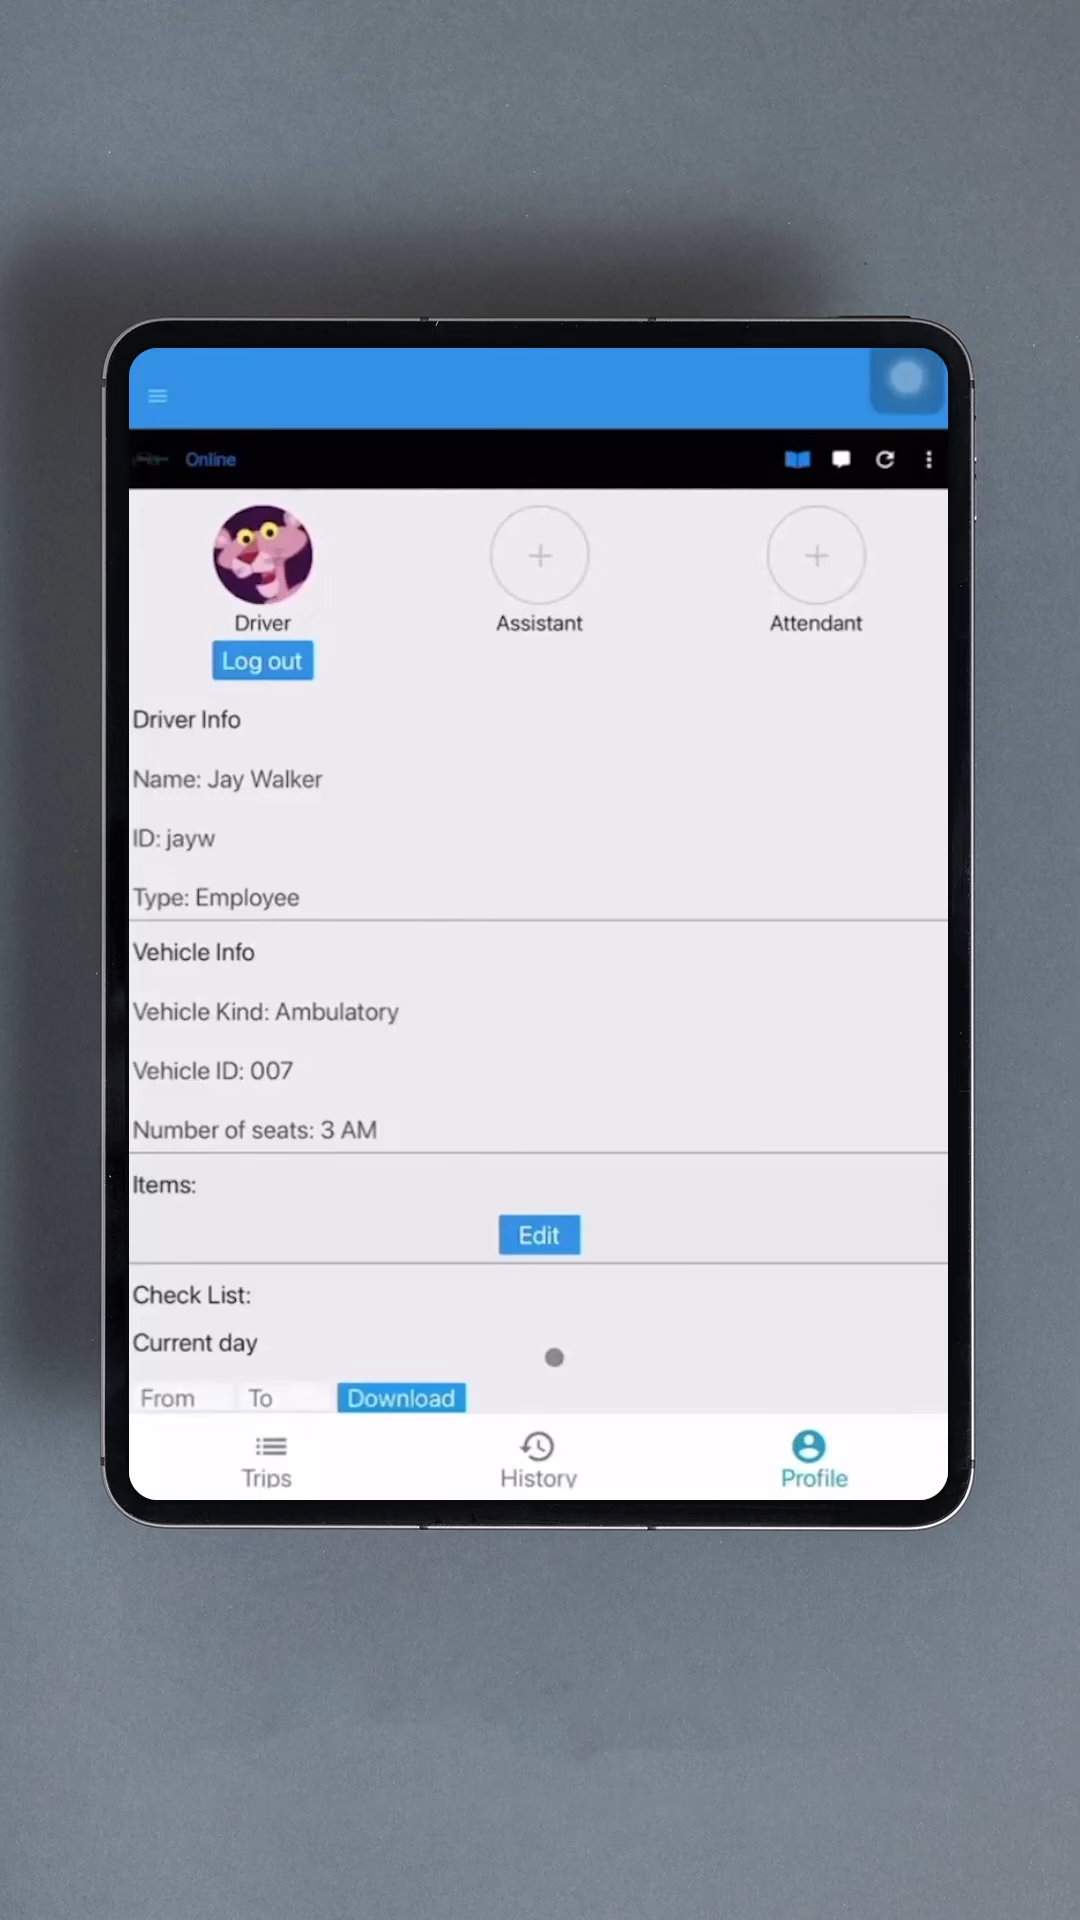 Online
Driver
Assistant
Attendant
Log out
Driver Info
Name: Jay Walker
ID: jayw
Type: Employee
Vehicle Info
Vehicle Kind: Ambulatory
Vehicle ID: 007
Number of seats: 3 AM
Items:
Edit
Check List:
Current day
From To Download
Trips History Profile